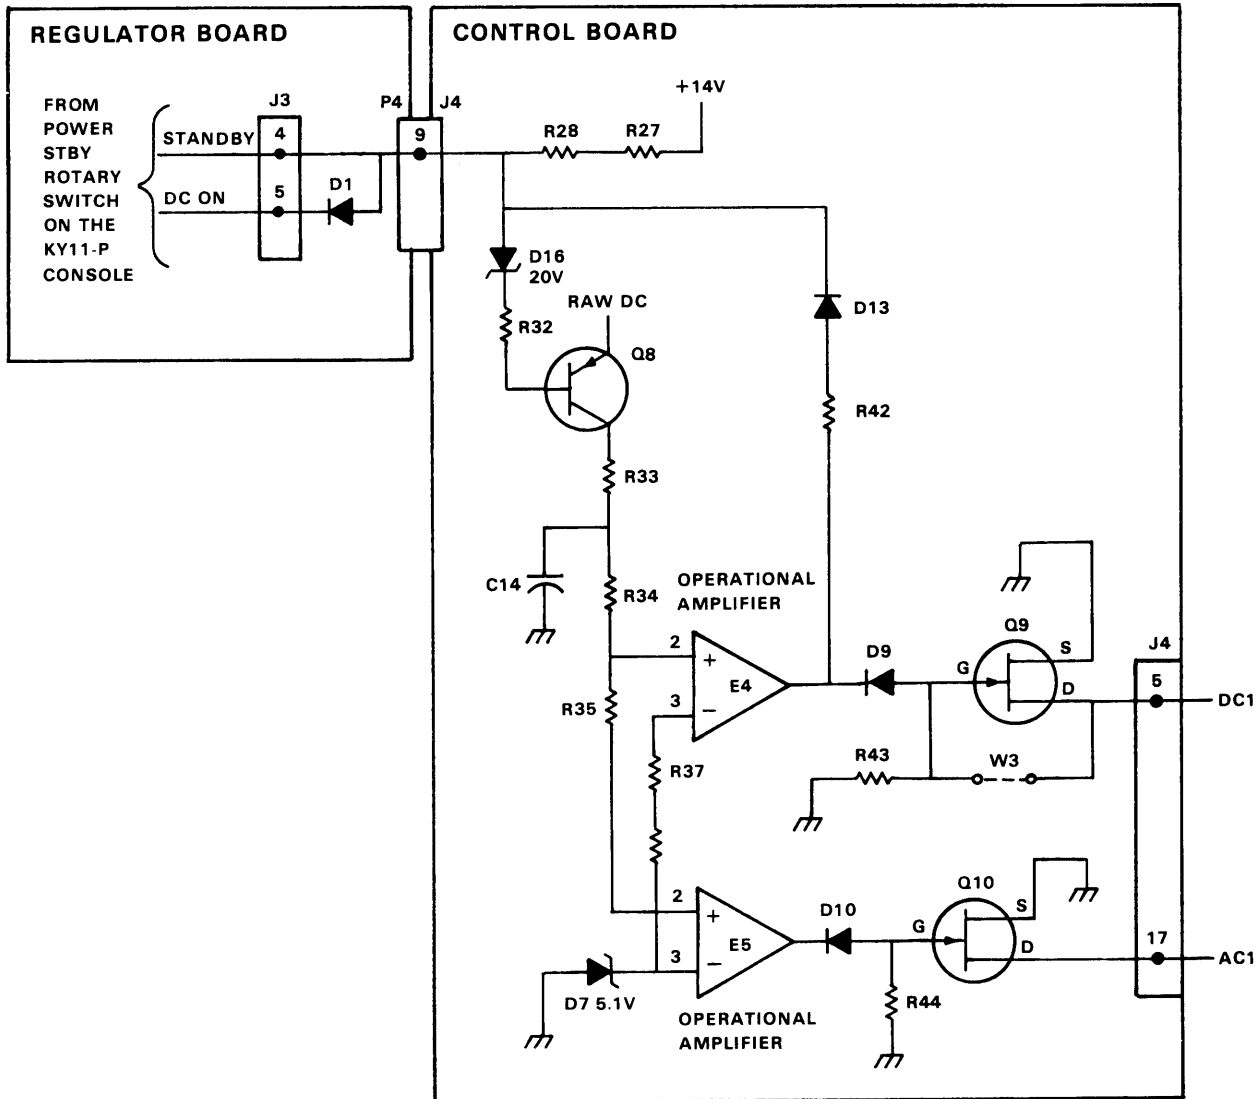 REGULATOR BOARD
CONTROL BOARD
FROM
POWER
STBY
ROTARY
SWITCH
ON THE
KY11-P
CONSOLE
STANDBY
DC ON
J3
4
5
D1
P4
J4
9
R28
R27
+14V
D16
20V
RAW DC
R32
Q8
D13
R42
R33
C14
R34
OPERATIONAL
AMPLIFIER
2
+
E4
3
–
R35
R37
D9
G
Q9
S
D
J4
5
DC1
R43
W3
2
+
E5
3
–
D7 5.1V
OPERATIONAL
AMPLIFIER
D10
G
Q10
S
D
17
AC1
R44